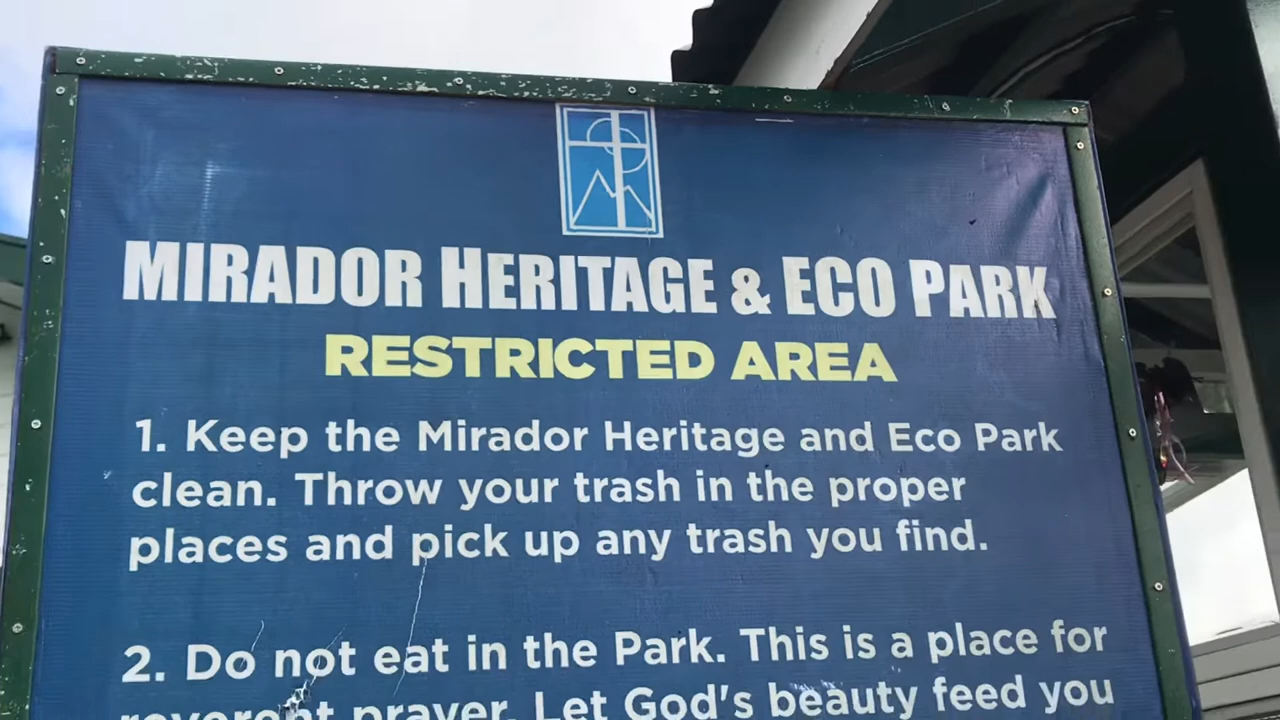 MIRADOR HERITAGE & ECO PARK
RESTRICTED AREA
1. Keep the Mirador Heritage and Eco Park
clean. Throw your trash in the proper
places and pick up any trash you find.
2. Do not eat in the Park. This is a place for
reverent prayer. Let God's beauty feed you